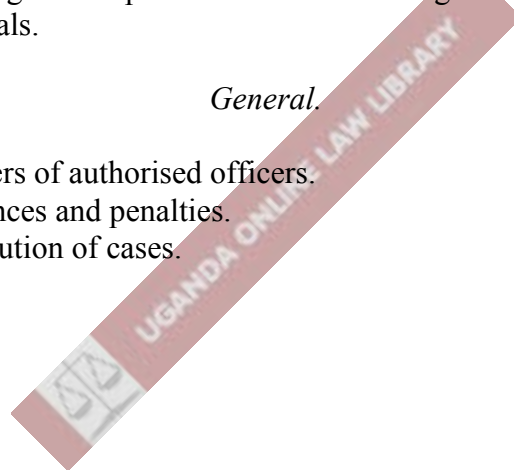 als.
General.
ers of authorised officers.
nces and penalties.
ution of cases.
UGANDA ONLINE LAW LIBRARY